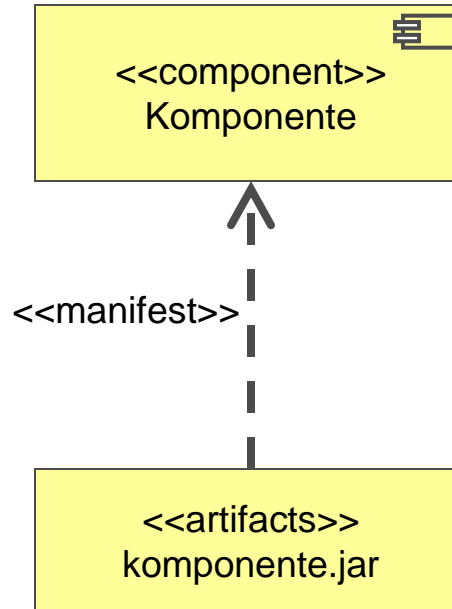 <<component>>
Komponente
<<manifest>>
<<artifacts>>
komponente.jar